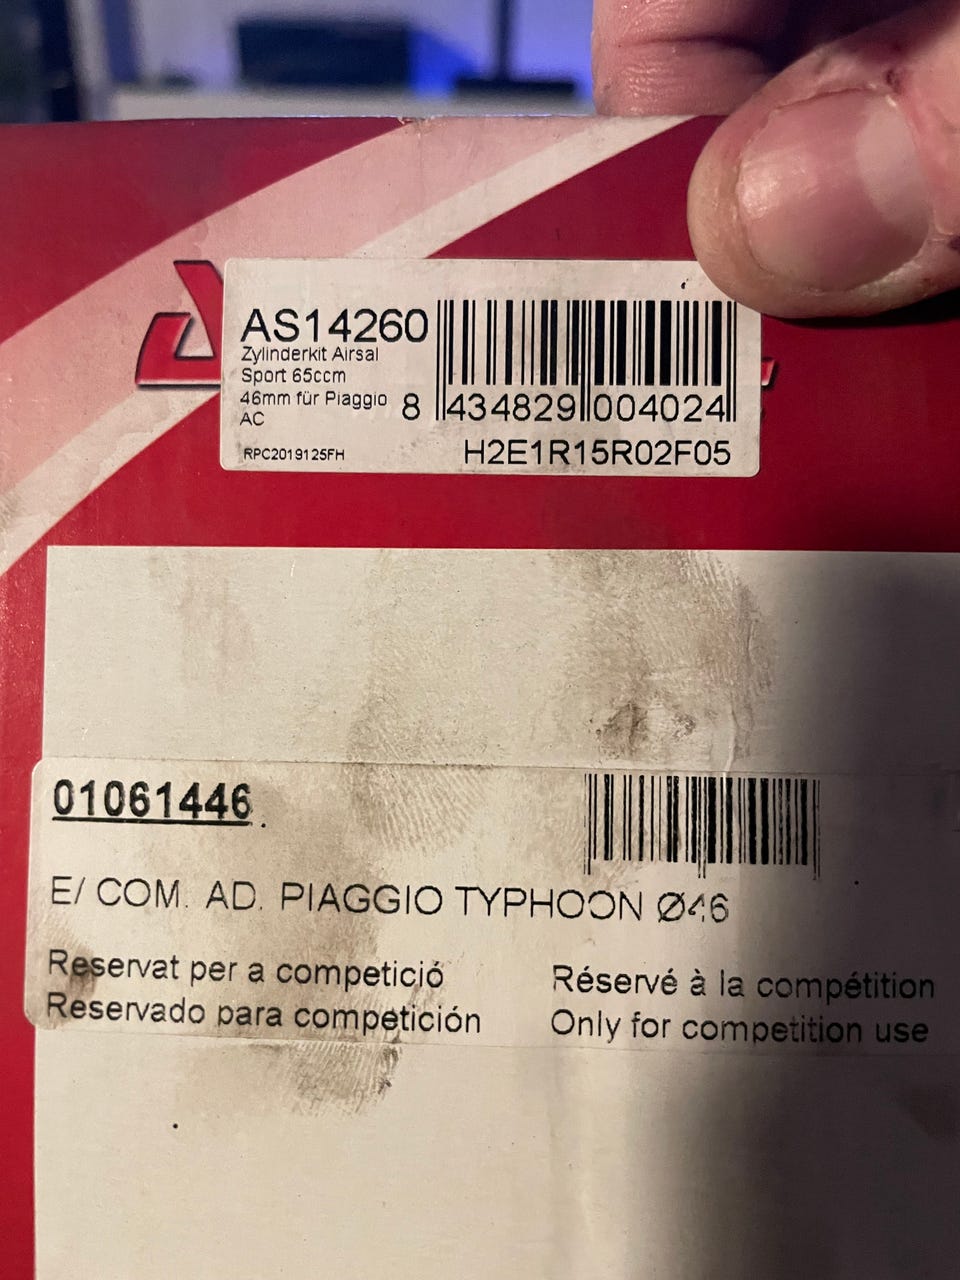 AS14260
Zylinderkit Airsal
Sport 65ccm
46mm für Piaggio
AC
8 434829 004024
RPC2019125FH
H2E1R15R02F05
01061446
E/ COM. AD. PIAGGIO TYPHOON Ø46
Reservat per a competició
Reservado para competición
Réservé à la compétition
Only for competition use